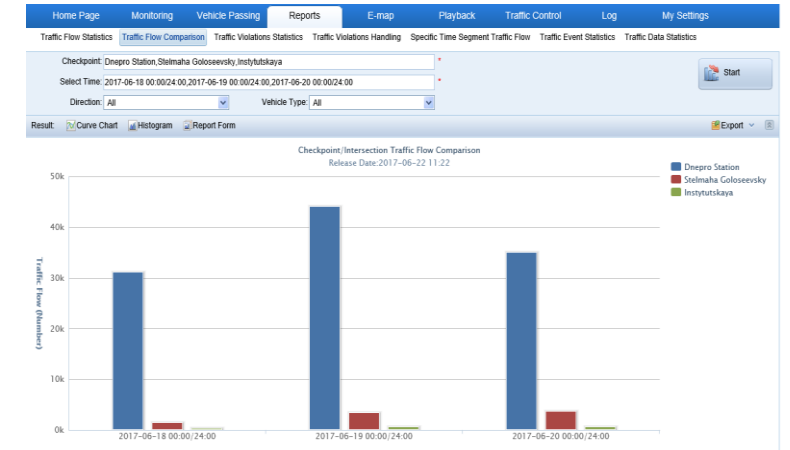 Home Page Monitoring Vehicle Passing Reports E-map Playback Traffic Control Log My Settings
Traffic Flow Statistics Traffic Flow Comparison Traffic Violations Statistics Traffic Violations Handling Specific Time Segment Traffic Flow Traffic Event Statistics Traffic Data Statistics
Checkpoint: Dnepro Station,Stelmaha Goloseevsky,Instytutskaya *
Select Time: 2017-06-18 00:00/24:00,2017-06-19 00:00/24:00,2017-06-20 00:00/24:00 *
Start
Direction: All Vehicle Type: All
Result: Curve Chart Histogram Report Form Export
Checkpoint/Intersection Traffic Flow Comparison
Release Date:2017-06-22 11:22
Dnepro Station
Stelmaha Goloseevsky
Instytutskaya
Traffic Flow (Number)
50k
40k
30k
20k
10k
0k
2017-06-18 00:00/24:00 2017-06-19 00:00/24:00 2017-06-20 00:00/24:00